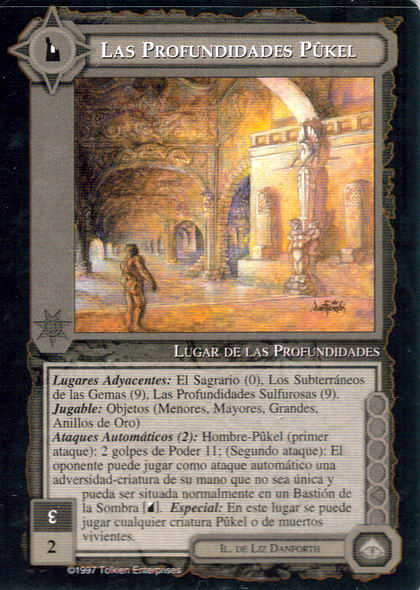 LAS PROFUNDIDADES PÛKEL
danforth
LUGAR DE LAS PROFUNDIDADES
Lugares Adyacentes: El Sagrario (0), Los Subterráneos
de las Gemas (9), Las Profundidades Sulfurosas (9).
Jugable: Objetos (Menores, Mayores, Grandes,
Anillos de Oro)
Ataques Automáticos (2): Hombre-Pûkel (primer
ataque): 2 golpes de Poder 11; (Segundo ataque): El
oponente puede jugar como ataque automático una
adversidad-criatura de su mano que no sea única y
pueda ser situada normalmente en un Bastión de
la Sombra []. Especial: En este lugar se puede
jugar cualquier criatura Pûkel o de muertos
vivientes.
2
IL. DE LIZ DANFORTH
©1997 Tolkien Enterprises